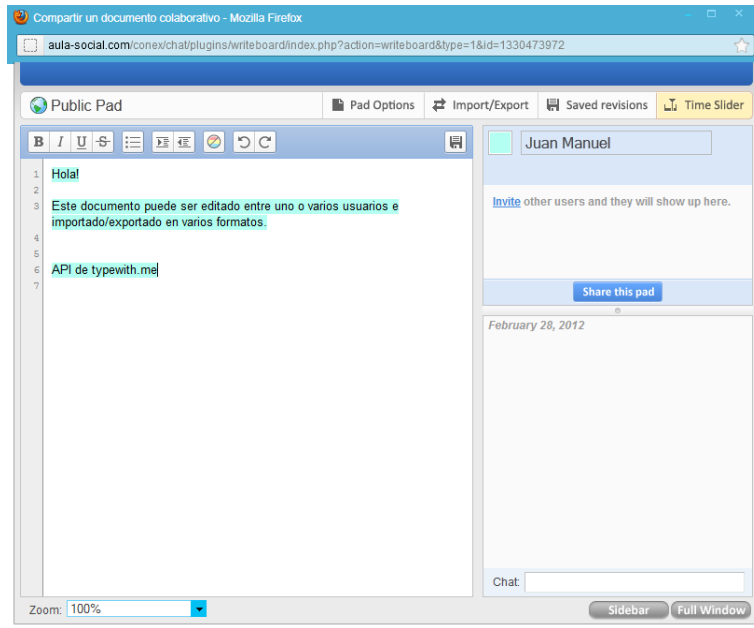 Compartir un documento colaborativo - Mozilla Firefox
aula-social.com/conex/chat/plugins/writeboard/index.php?action=writeboard&type=1&id=1330473972
Public Pad
Pad Options
Import/Export
Saved revisions
Time Slider
B I U S
1 Hola!
2
3 Este documento puede ser editado entre uno o varios usuarios e
importado/exportado en varios formatos.
4
5
6 API de typewith.me
7
Juan Manuel
Invite other users and they will show up here.
Share this pad
February 28, 2012
Chat:
Zoom: 100%
Sidebar
Full Window